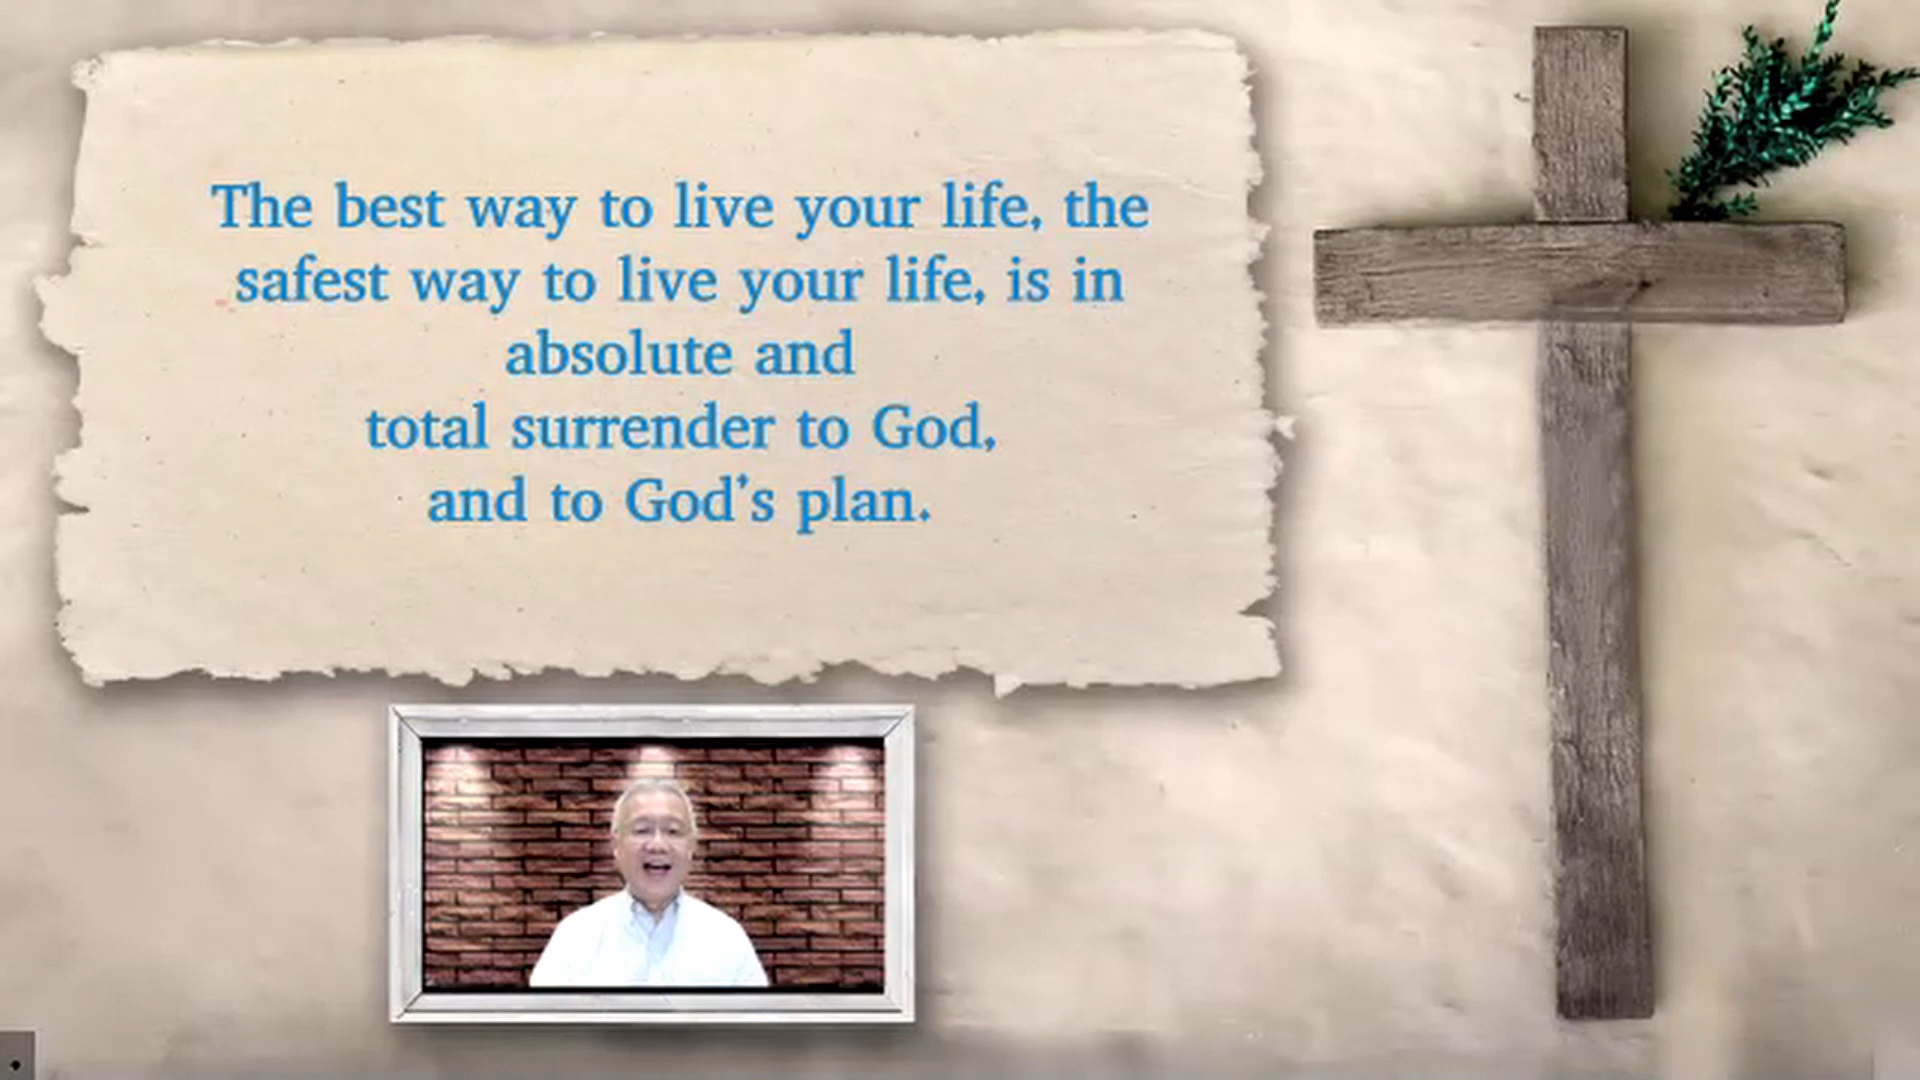 The best way to live your life, the
safest way to live your life, is in
absolute and
total surrender to God,
and to God's plan.